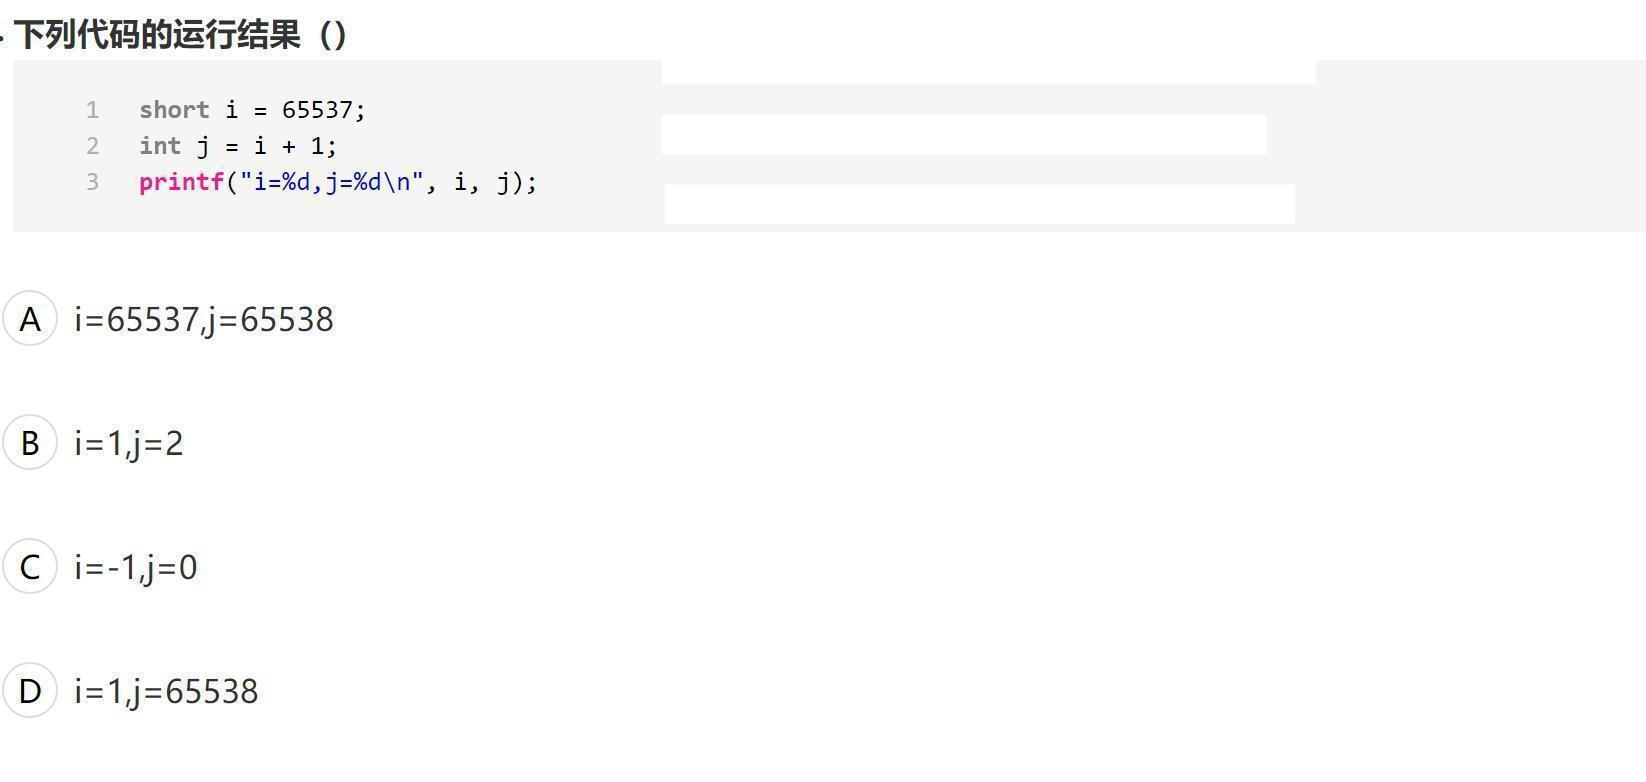 下列代码的运行结果（）
1 short i = 65537;
2 int j = i + 1;
3 printf("i=%d,j=%d\n", i, j);
A i=65537,j=65538
B i=1,j=2
C i=-1,j=0
D i=1,j=65538